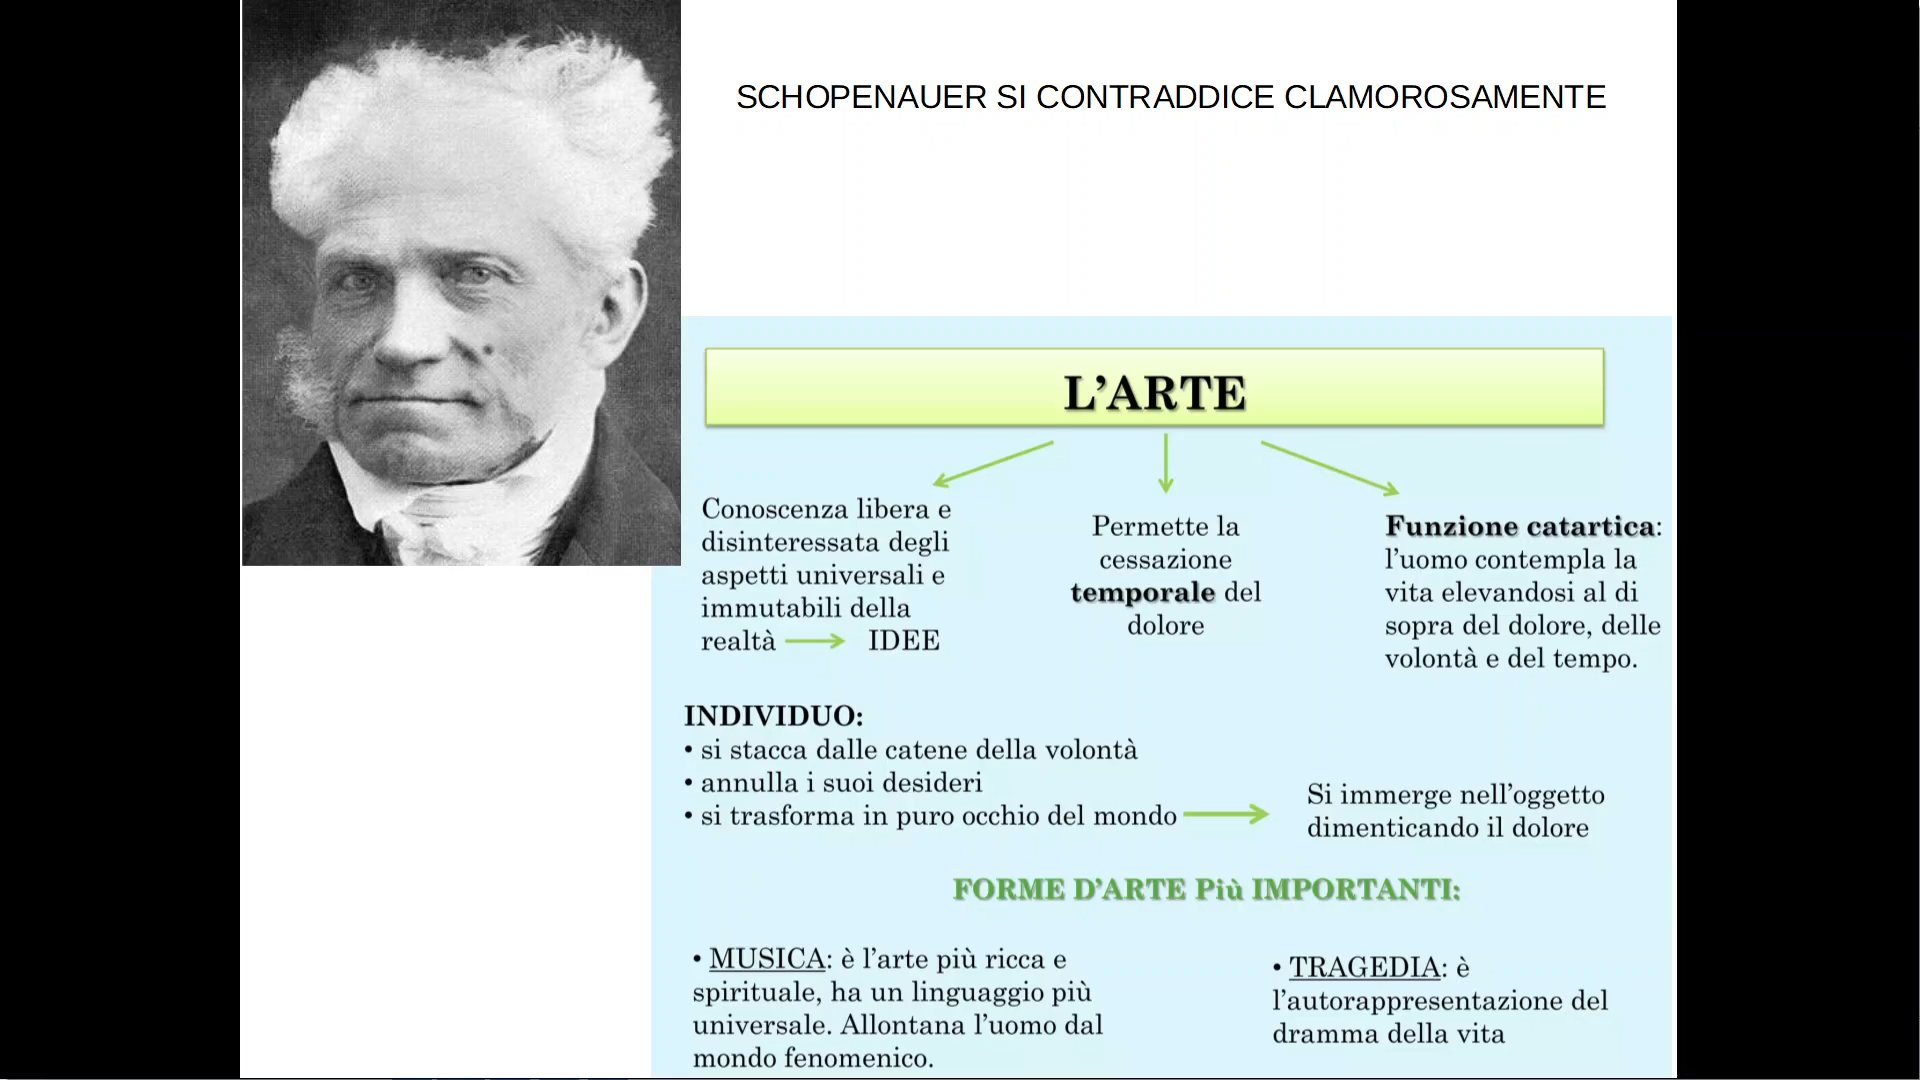 SCHOPENAUER SI CONTRADDICE CLAMOROSAMENTE
L’ARTE
Conoscenza libera e
disinteressata degli
aspetti universali e
immutabili della
realtà → IDEE
Permette la
cessazione
temporale del
dolore
Funzione catartica:
l’uomo contempla la
vita elevandosi al di
sopra del dolore, delle
volontà e del tempo.
INDIVIDUO:
• si stacca dalle catene della volontà
• annulla i suoi desideri
• si trasforma in puro occhio del mondo →
Si immerge nell’oggetto
dimenticando il dolore
FORME D’ARTE Più IMPORTANTI:
• MUSICA: è l’arte più ricca e
spirituale, ha un linguaggio più
universale. Allontana l’uomo dal
mondo fenomenico.
• TRAGEDIA: è
l’autorappresentazione del
dramma della vita